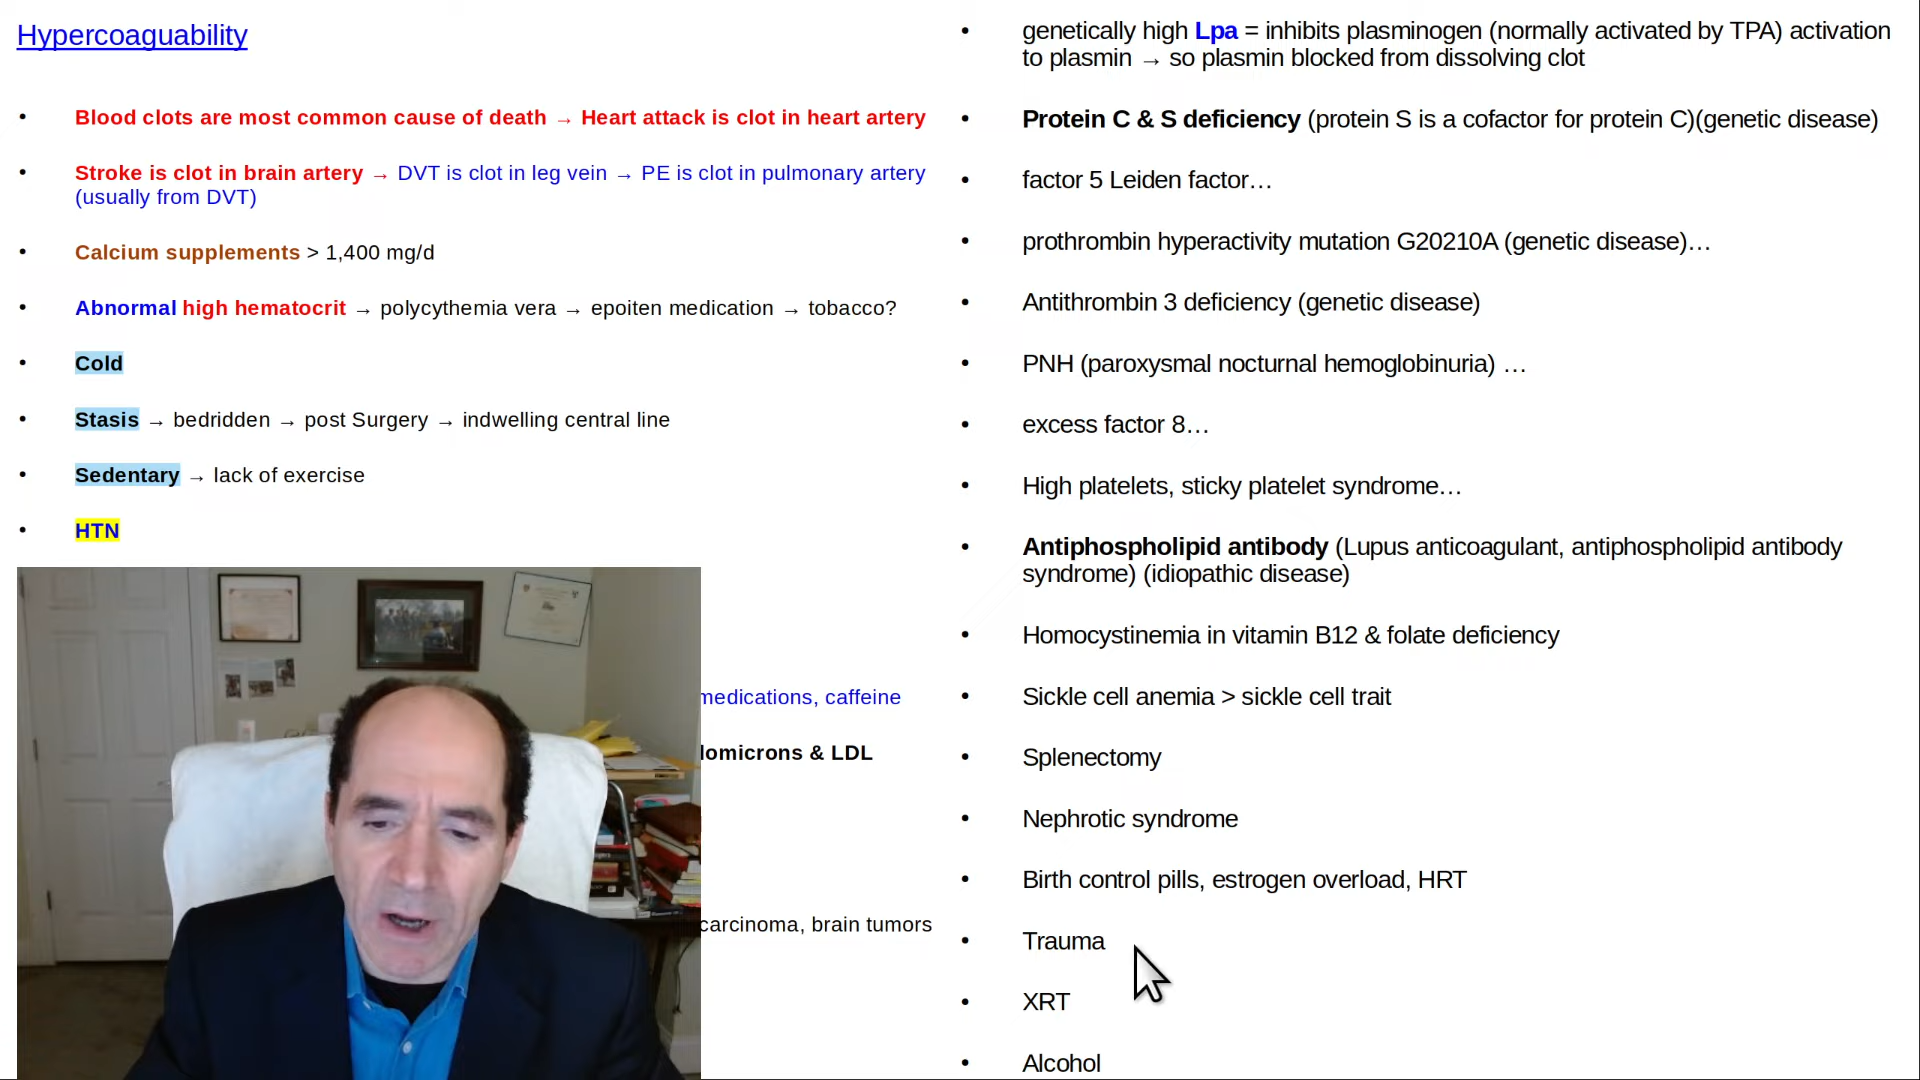 Hypercoaguability
• Blood clots are most common cause of death → Heart attack is clot in heart artery
• Stroke is clot in brain artery → DVT is clot in leg vein → PE is clot in pulmonary artery
(usually from DVT)
• Calcium supplements > 1,400 mg/d
• Abnormal high hematocrit → polycythemia vera → epoiten medication → tobacco?
• Cold
• Stasis → bedridden → post Surgery → indwelling central line
• Sedentary → lack of exercise
• HTN
medications, caffeine
lomicrons & LDL
carcinoma, brain tumors
• genetically high Lpa = inhibits plasminogen (normally activated by TPA) activation
to plasmin → so plasmin blocked from dissolving clot
• Protein C & S deficiency (protein S is a cofactor for protein C)(genetic disease)
• factor 5 Leiden factor…
• prothrombin hyperactivity mutation G20210A (genetic disease)…
• Antithrombin 3 deficiency (genetic disease)
• PNH (paroxysmal nocturnal hemoglobinuria) …
• excess factor 8…
• High platelets, sticky platelet syndrome…
• Antiphospholipid antibody (Lupus anticoagulant, antiphospholipid antibody
syndrome) (idiopathic disease)
• Homocystinemia in vitamin B12 & folate deficiency
• Sickle cell anemia > sickle cell trait
• Splenectomy
• Nephrotic syndrome
• Birth control pills, estrogen overload, HRT
• Trauma
• XRT
• Alcohol